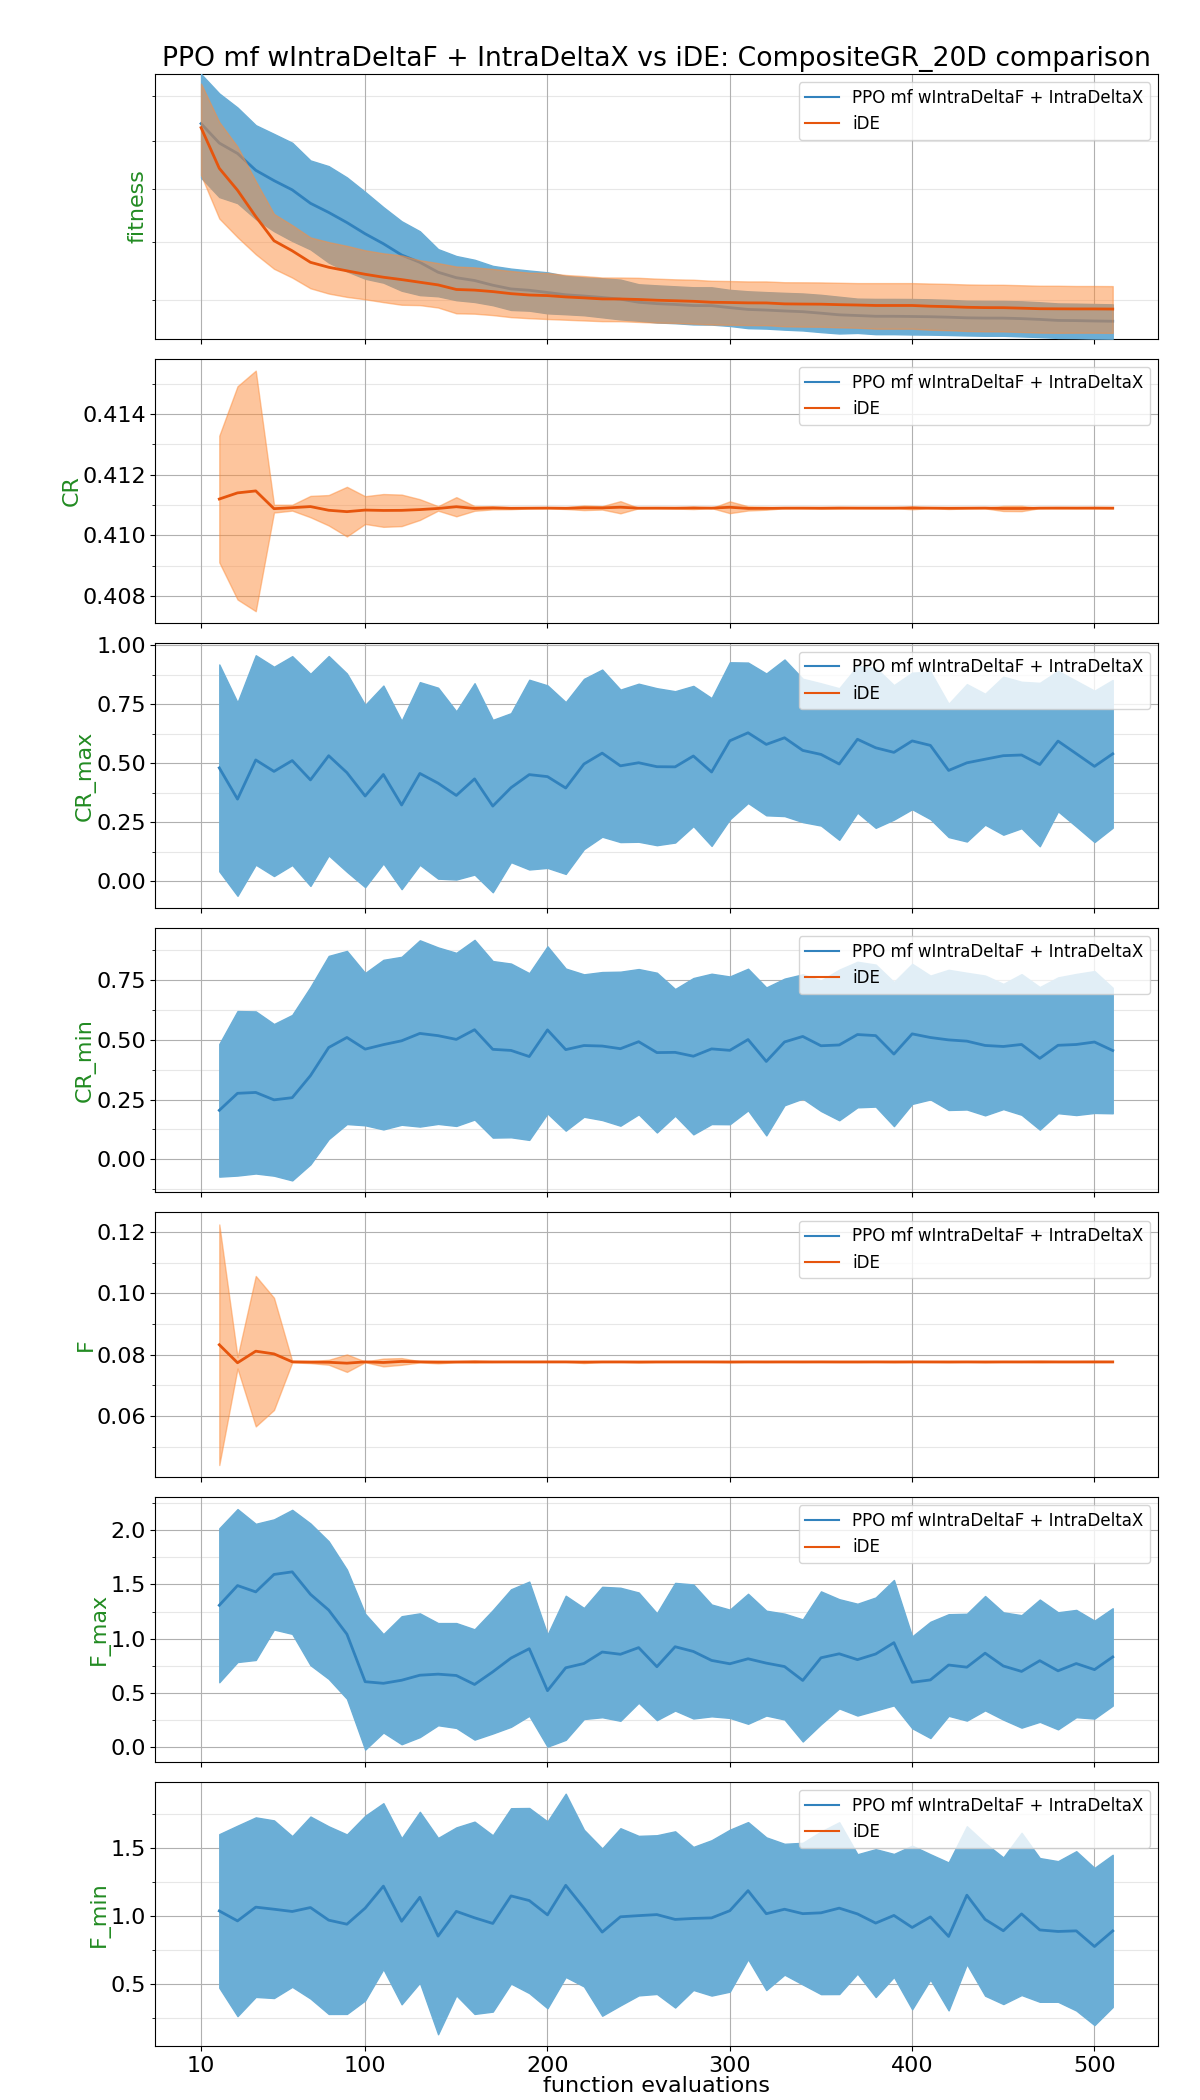 PPO mf wIntraDeltaF + IntraDeltaX vs iDE: CompositeGR_20D comparison
fitness
PPO mf wIntraDeltaF + IntraDeltaX
iDE
CR
0.414
0.412
0.410
0.408
PPO mf wIntraDeltaF + IntraDeltaX
iDE
CR_max
1.00
0.75
0.50
0.25
0.00
PPO mf wIntraDeltaF + IntraDeltaX
iDE
CR_min
0.75
0.50
0.25
0.00
PPO mf wIntraDeltaF + IntraDeltaX
iDE
F
0.12
0.10
0.08
0.06
PPO mf wIntraDeltaF + IntraDeltaX
iDE
F_max
2.0
1.5
1.0
0.5
0.0
PPO mf wIntraDeltaF + IntraDeltaX
iDE
F_min
1.5
1.0
0.5
PPO mf wIntraDeltaF + IntraDeltaX
iDE
10 100 200 300 400 500
function evaluations